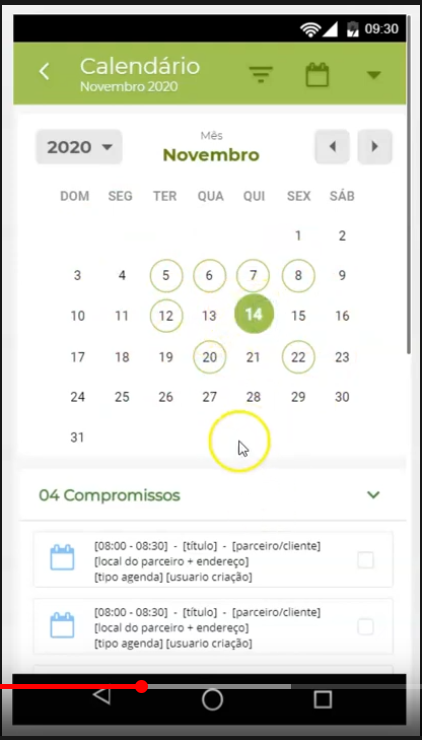 09:30
Calendário
Novembro 2020
2020
Mês
Novembro
DOM SEG TER QUA QUI SEX SÁB
1 2
3 4 5 6 7 8 9
10 11 12 13 14 15 16
17 18 19 20 21 22 23
24 25 26 27 28 29 30
31
04 Compromissos
[08:00 - 08:30] - [título] - [parceiro/cliente]
[local do parceiro + endereço]
[tipo agenda] [usuario criação]
[08:00 - 08:30] - [título] - [parceiro/cliente]
[local do parceiro + endereço]
[tipo agenda] [usuario criação]